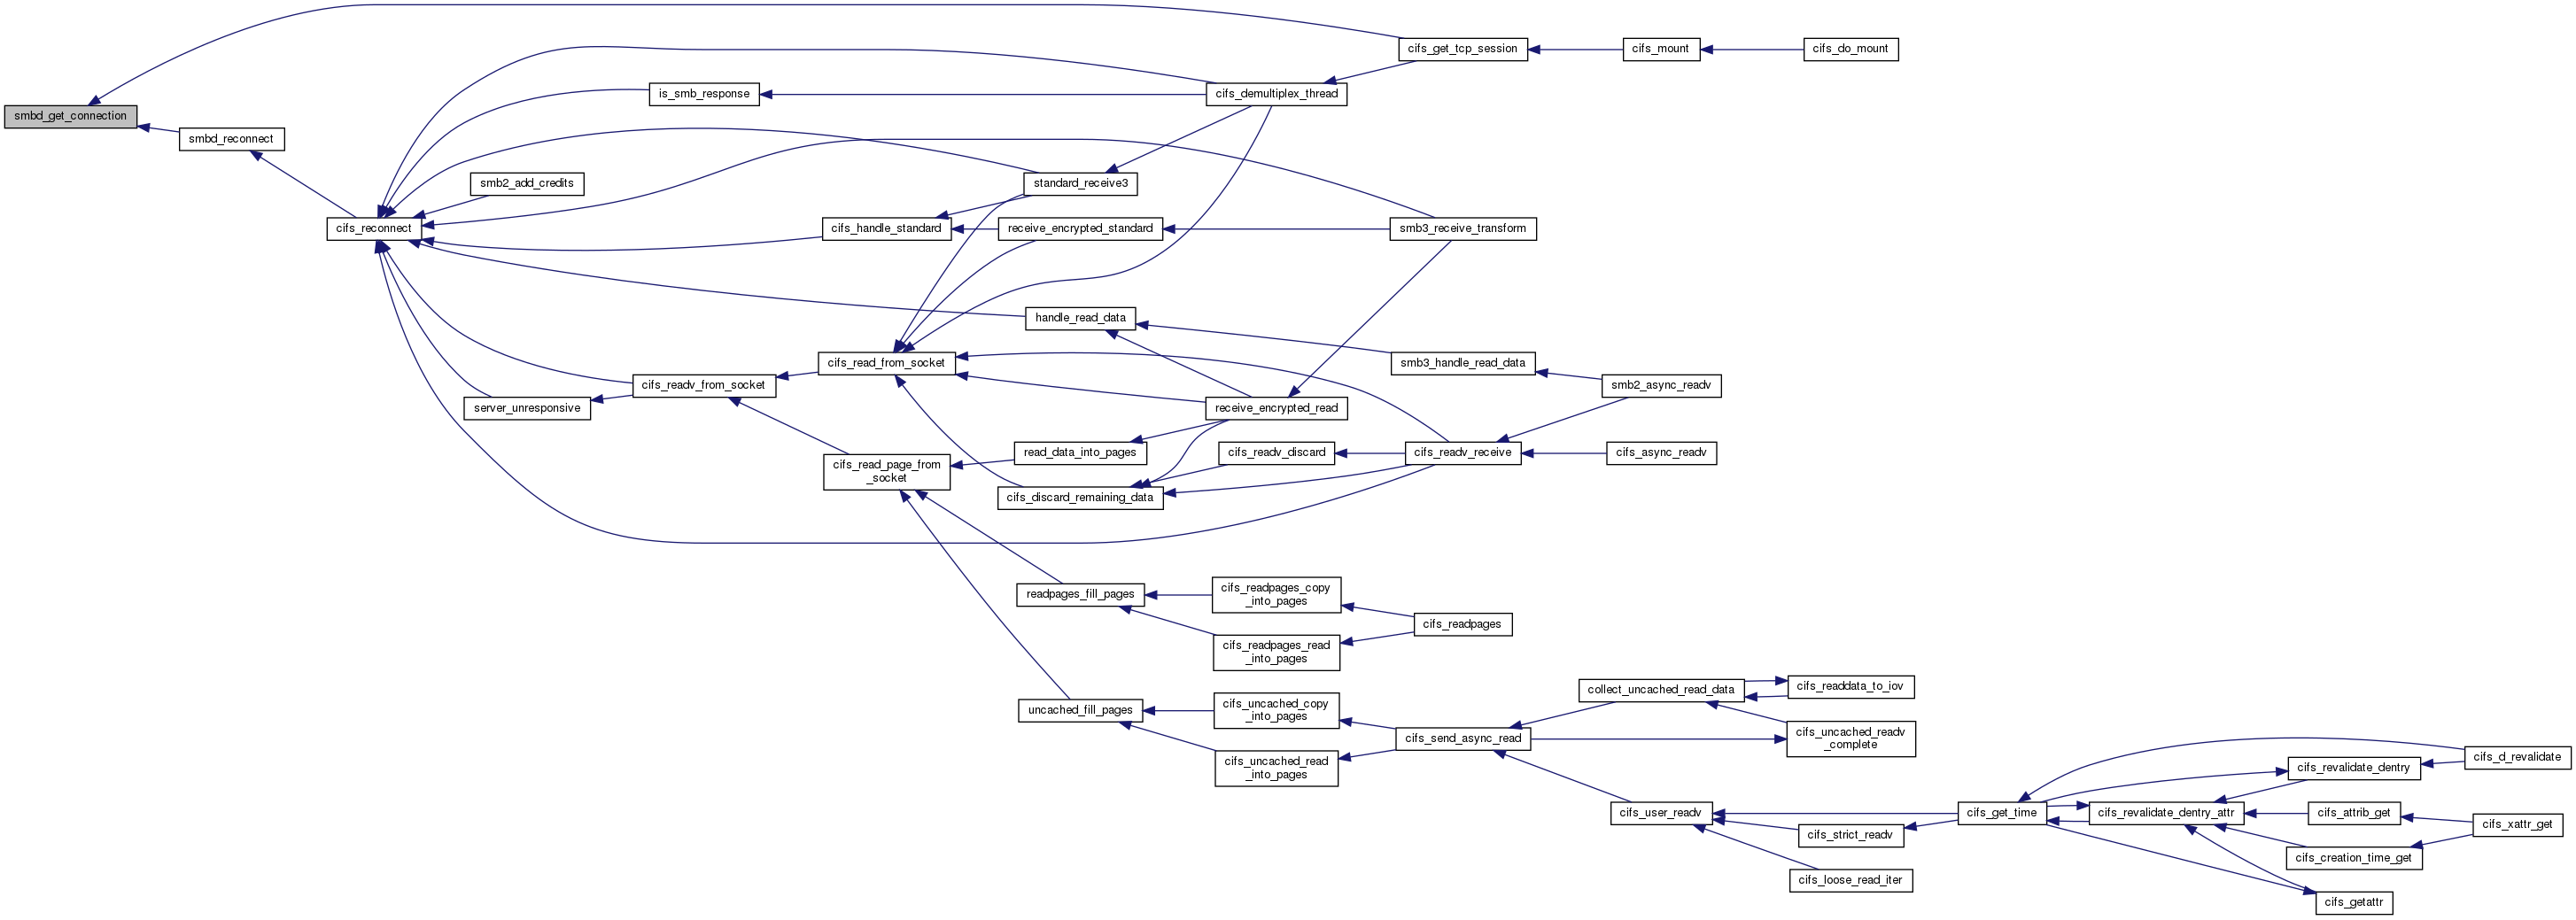 smbd_get_connection
smbd_reconnect
cifs_reconnect
is_smb_response
smb2_add_credits
cifs_handle_standard
standard_receive3
receive_encrypted_standard
handle_read_data
cifs_get_tcp_session
cifs_mount
cifs_do_mount
cifs_demultiplex_thread
smb3_receive_transform
cifs_readv_from_socket
server_unresponsive
cifs_read_from_socket
cifs_read_page_from
_socket
smb3_handle_read_data
smb2_async_readv
receive_encrypted_read
read_data_into_pages
cifs_readv_discard
cifs_readv_receive
cifs_async_readv
cifs_discard_remaining_data
readpages_fill_pages
cifs_readpages_copy
_into_pages
cifs_readpages_read
_into_pages
cifs_readpages
uncached_fill_pages
cifs_uncached_copy
_into_pages
cifs_uncached_read
_into_pages
cifs_send_async_read
collect_uncached_read_data
cifs_readdata_to_iov
cifs_uncached_readv
_complete
cifs_user_readv
cifs_strict_readv
cifs_loose_read_iter
cifs_get_time
cifs_revalidate_dentry_attr
cifs_revalidate_dentry
cifs_d_revalidate
cifs_attrib_get
cifs_xattr_get
cifs_creation_time_get
cifs_getattr